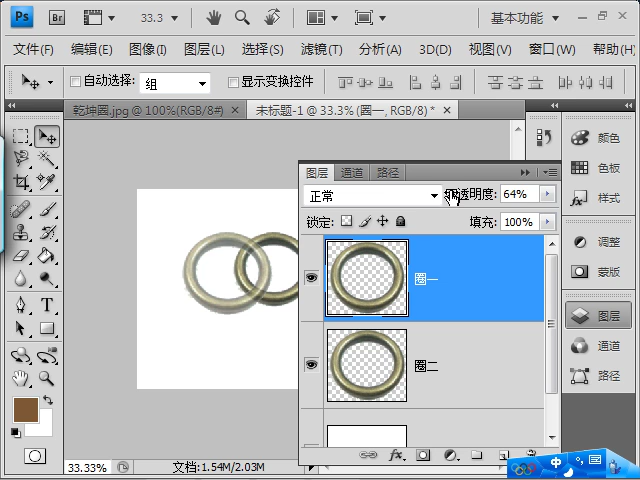 Ps Br 33.3 基本功能
文件(F) 编辑(E) 图像(I) 图层(L) 选择(S) 滤镜(T) 分析(A) 3D(D) 视图(V) 窗口(W) 帮助(H)
自动选择: 组 显示变换控件
乾坤圈.jpg @ 100%(RGB/8#) 未标题-1 @ 33.3% (圈一, RGB/8) *
图层 通道 路径
正常 透明度: 64%
锁定: 填充: 100%
圈一
圈二
颜色
色板
样式
调整
蒙版
图层
通道
路径
33.33% 文档:1.54M/2.03M
中